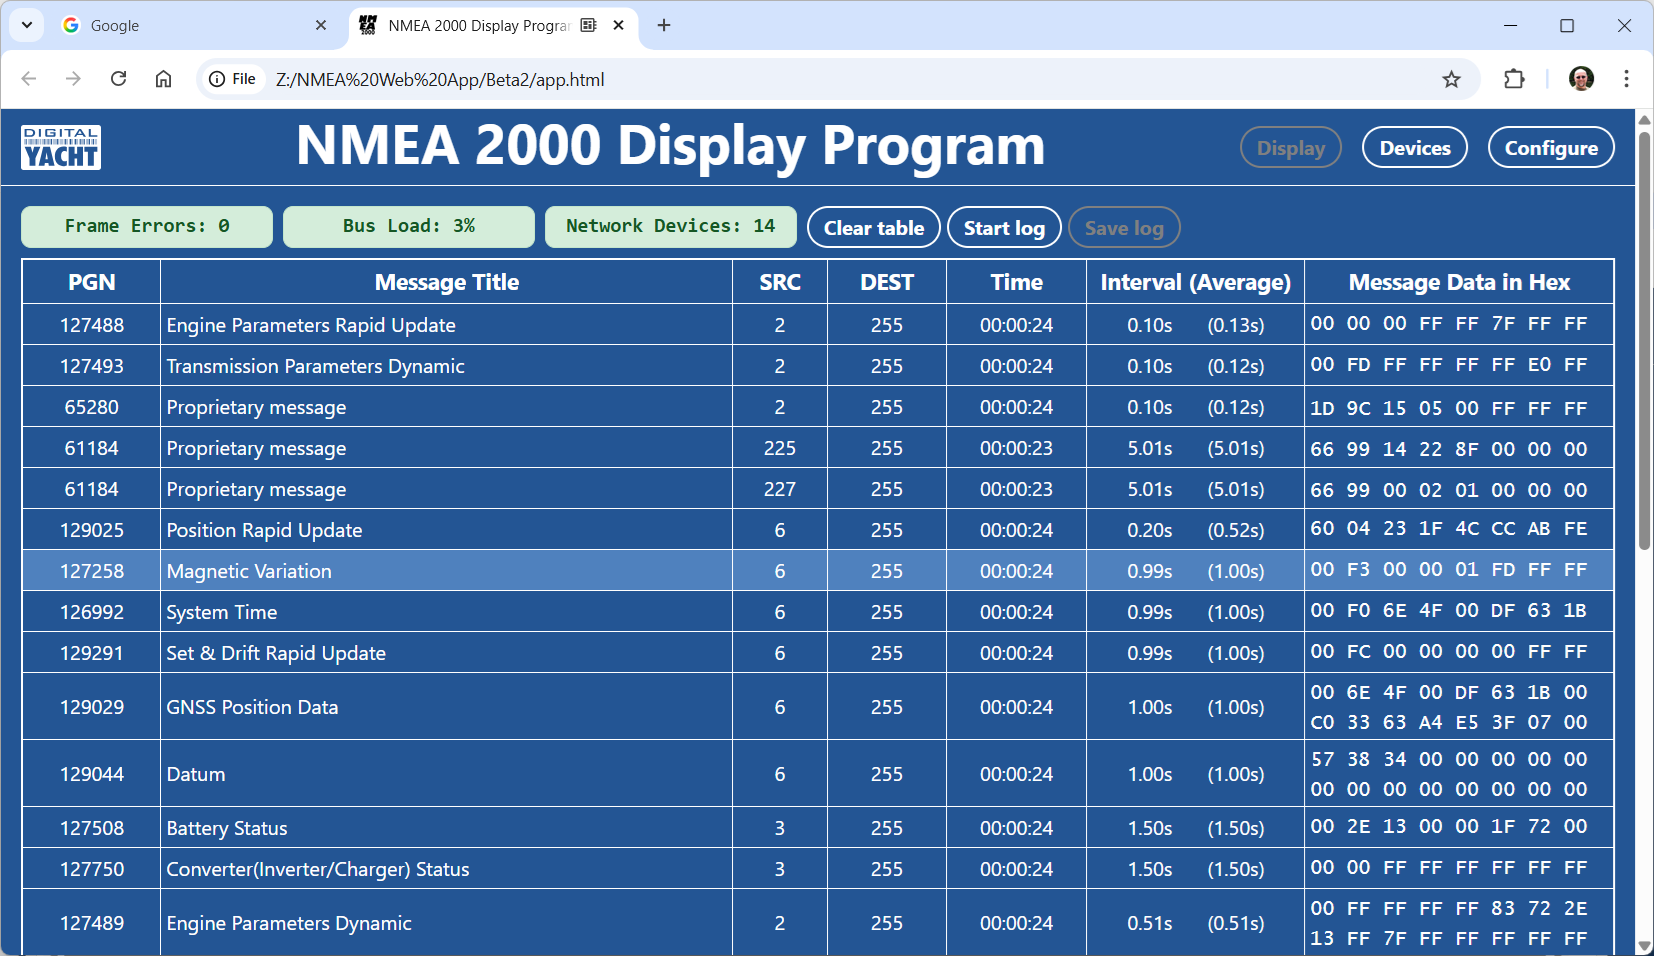 Google
NMEA 2000 NMEA 2000 Display Program
File Z:/NMEA%20Web%20App/Beta2/app.html
DIGITAL
YACHT
NMEA 2000 Display Program
Display Devices Configure
Frame Errors: 0 Bus Load: 3% Network Devices: 14 Clear table Start log Save log
PGN Message Title SRC DEST Time Interval (Average) Message Data in Hex
127488 Engine Parameters Rapid Update 2 255 00:00:24 0.10s (0.13s) 00 00 00 FF FF 7F FF FF
127493 Transmission Parameters Dynamic 2 255 00:00:24 0.10s (0.12s) 00 FD FF FF FF FF E0 FF
65280 Proprietary message 2 255 00:00:24 0.10s (0.12s) 1D 9C 15 05 00 FF FF FF
61184 Proprietary message 225 255 00:00:23 5.01s (5.01s) 66 99 14 22 8F 00 00 00
61184 Proprietary message 227 255 00:00:23 5.01s (5.01s) 66 99 00 02 01 00 00 00
129025 Position Rapid Update 6 255 00:00:24 0.20s (0.52s) 60 04 23 1F 4C CC AB FE
127258 Magnetic Variation 6 255 00:00:24 0.99s (1.00s) 00 F3 00 00 01 FD FF FF
126992 System Time 6 255 00:00:24 0.99s (1.00s) 00 F0 6E 4F 00 DF 63 1B
129291 Set & Drift Rapid Update 6 255 00:00:24 0.99s (1.00s) 00 FC 00 00 00 00 FF FF
129029 GNSS Position Data 6 255 00:00:24 1.00s (1.00s) 00 6E 4F 00 DF 63 1B 00
C0 33 63 A4 E5 3F 07 00
129044 Datum 6 255 00:00:24 1.00s (1.00s) 57 38 34 00 00 00 00 00
00 00 00 00 00 00 00 00
127508 Battery Status 3 255 00:00:24 1.50s (1.50s) 00 2E 13 00 00 1F 72 00
127750 Converter(Inverter/Charger) Status 3 255 00:00:24 1.50s (1.50s) 00 00 FF FF FF FF FF FF
127489 Engine Parameters Dynamic 2 255 00:00:24 0.51s (0.51s) 00 FF FF FF FF 83 72 2E
13 FF 7F FF FF FF FF FF